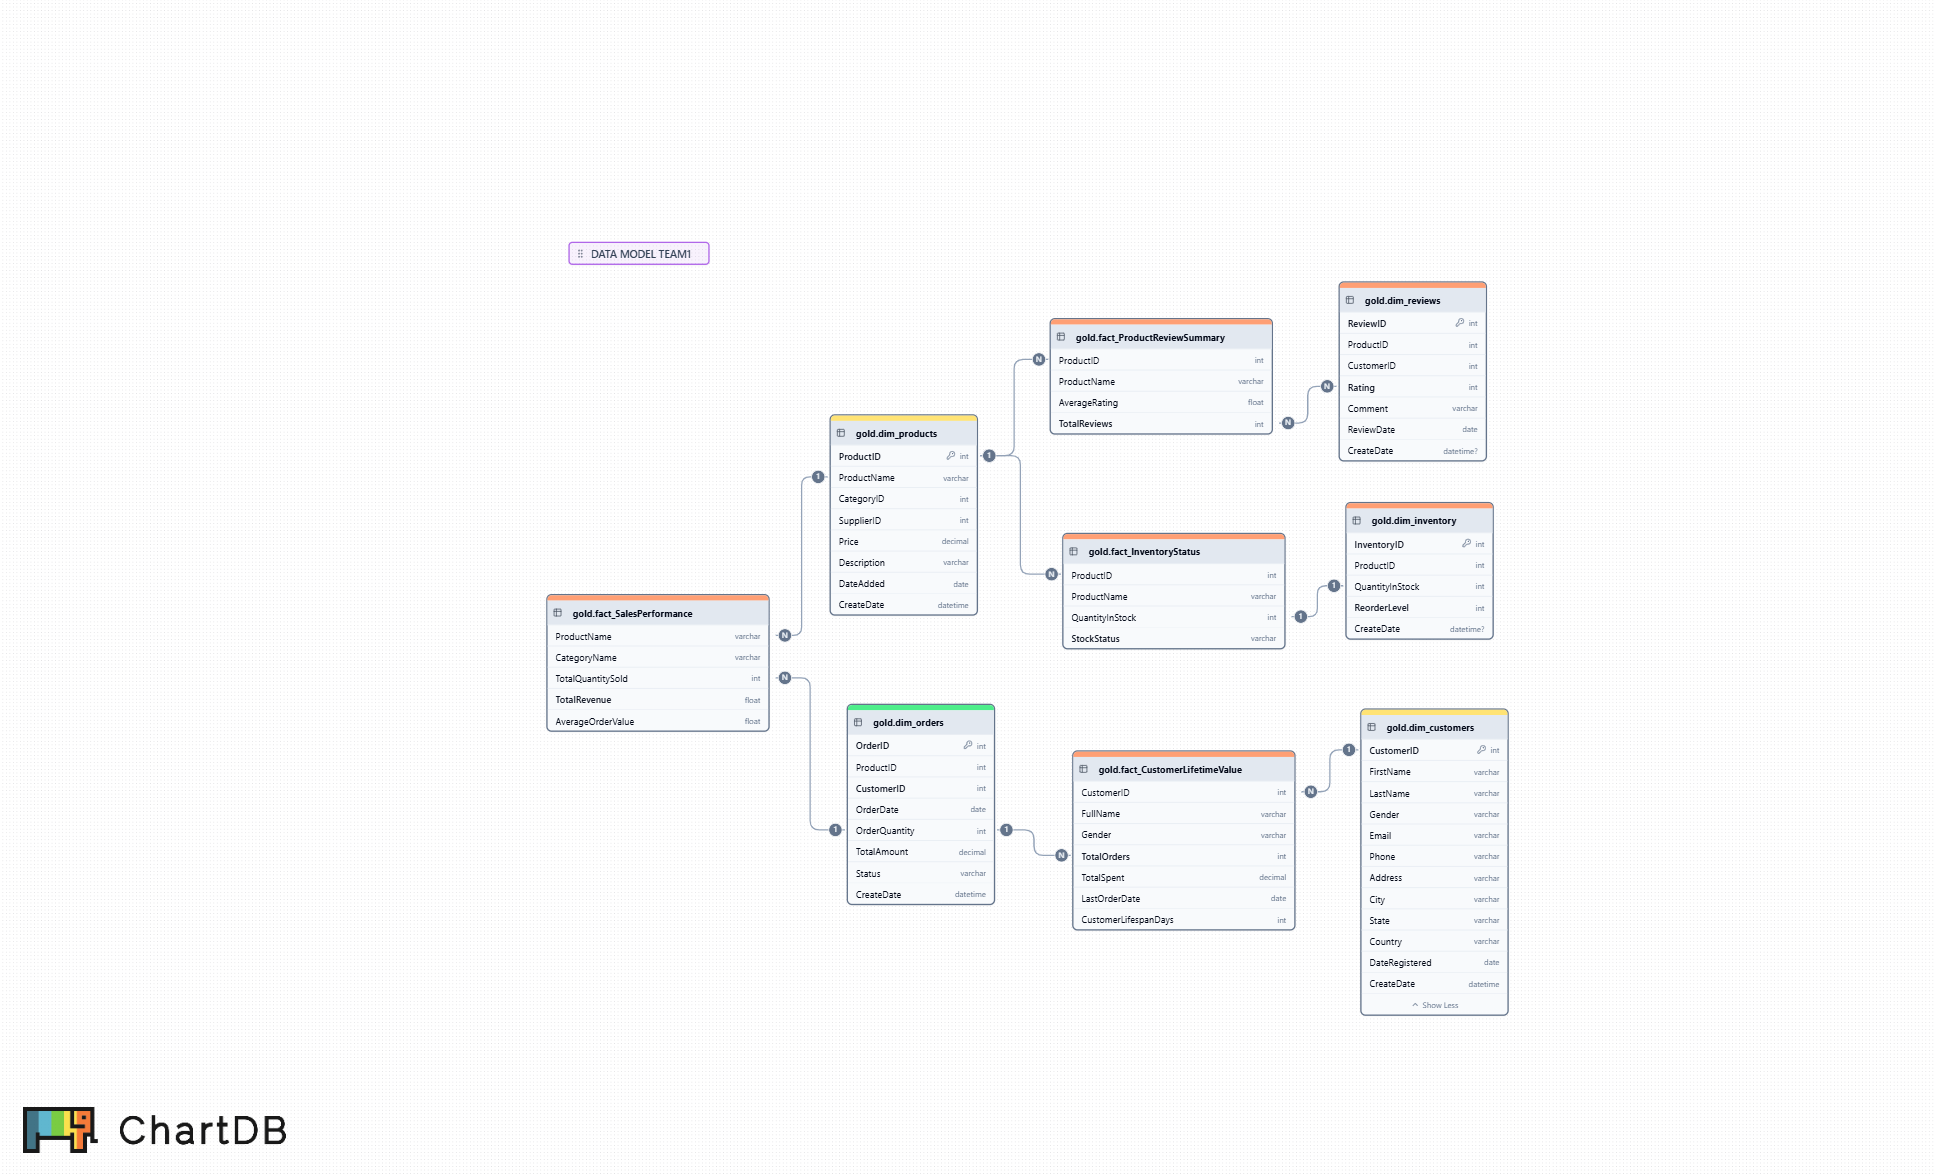 DATA MODEL TEAM1
gold.dim_reviews
ReviewID int
ProductID int
CustomerID int
Rating int
Comment varchar
ReviewDate date
CreateDate datetime?
gold.fact_ProductReviewSummary
ProductID int
ProductName varchar
AverageRating float
TotalReviews int
N
N
N
gold.dim_products
ProductID int
ProductName varchar
CategoryID int
SupplierID int
Price decimal
Description varchar
DateAdded date
CreateDate datetime
1
1
gold.dim_inventory
InventoryID int
ProductID int
QuantityInStock int
ReorderLevel int
CreateDate datetime?
gold.fact_InventoryStatus
ProductID int
ProductName varchar
QuantityInStock int
StockStatus varchar
N
1
1
gold.fact_SalesPerformance
ProductName varchar
CategoryName varchar
TotalQuantitySold int
TotalRevenue float
AverageOrderValue float
N
N
gold.dim_orders
OrderID int
ProductID int
CustomerID int
OrderDate date
OrderQuantity int
TotalAmount decimal
Status varchar
CreateDate datetime
1
1
gold.fact_CustomerLifetimeValue
CustomerID int
FullName varchar
Gender varchar
TotalOrders int
TotalSpent decimal
LastOrderDate date
CustomerLifespanDays int
N
N
1
gold.dim_customers
CustomerID int
FirstName varchar
LastName varchar
Gender varchar
Email varchar
Phone varchar
Address varchar
City varchar
State varchar
Country varchar
DateRegistered date
CreateDate datetime
Show Less
ChartDB